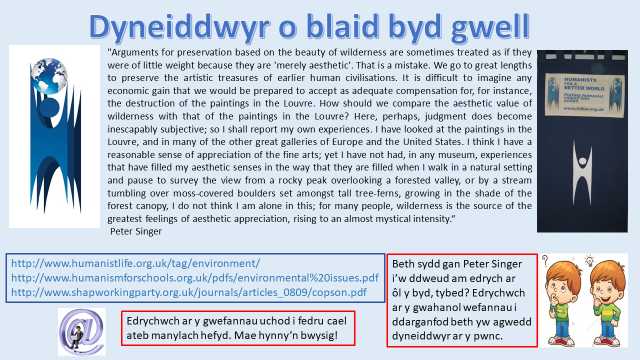 Dyneiddwyr o blaid byd gwell
"Arguments for preservation based on the beauty of wilderness are sometimes treated as if they
were of little weight because they are 'merely aesthetic'. That is a mistake. We go to great lengths
to preserve the artistic treasures of earlier human civilisations. It is difficult to imagine any
economic gain that we would be prepared to accept as adequate compensation for, for instance,
the destruction of the paintings in the Louvre. How should we compare the aesthetic value of
wilderness with that of the paintings in the Louvre? Here, perhaps, judgment does become
inescapably subjective; so I shall report my own experiences. I have looked at the paintings in the
Louvre, and in many of the other great galleries of Europe and the United States. I think I have a
reasonable sense of appreciation of the fine arts; yet I have not had, in any museum, experiences
that have filled my aesthetic senses in the way that they are filled when I walk in a natural setting
and pause to survey the view from a rocky peak overlooking a forested valley, or by a stream
tumbling over moss-covered boulders set amongst tall tree-ferns, growing in the shade of the
forest canopy, I do not think I am alone in this; for many people, wilderness is the source of the
greatest feelings of aesthetic appreciation, rising to an almost mystical intensity."
Peter Singer
HUMANISTS
FOR A
BETTER WORLD
http://www.humanistlife.org.uk/tag/environment/
http://www.humanismforschools.org.uk/pdfs/environmental%20issues.pdf
http://www.shapworkingparty.org.uk/journals/articles_0809/copson.pdf
Edrychwch ar y gwefannau uchod i fedru cael
ateb manylach hefyd. Mae hynny'n bwysig!
Beth sydd gan Peter Singer
i'w ddweud am edrych ar
ôl y byd, tybed? Edrychwch
ar y gwahanol wefannau i
ddarganfod beth yw agwedd
dyneiddwyr ar y pwnc.